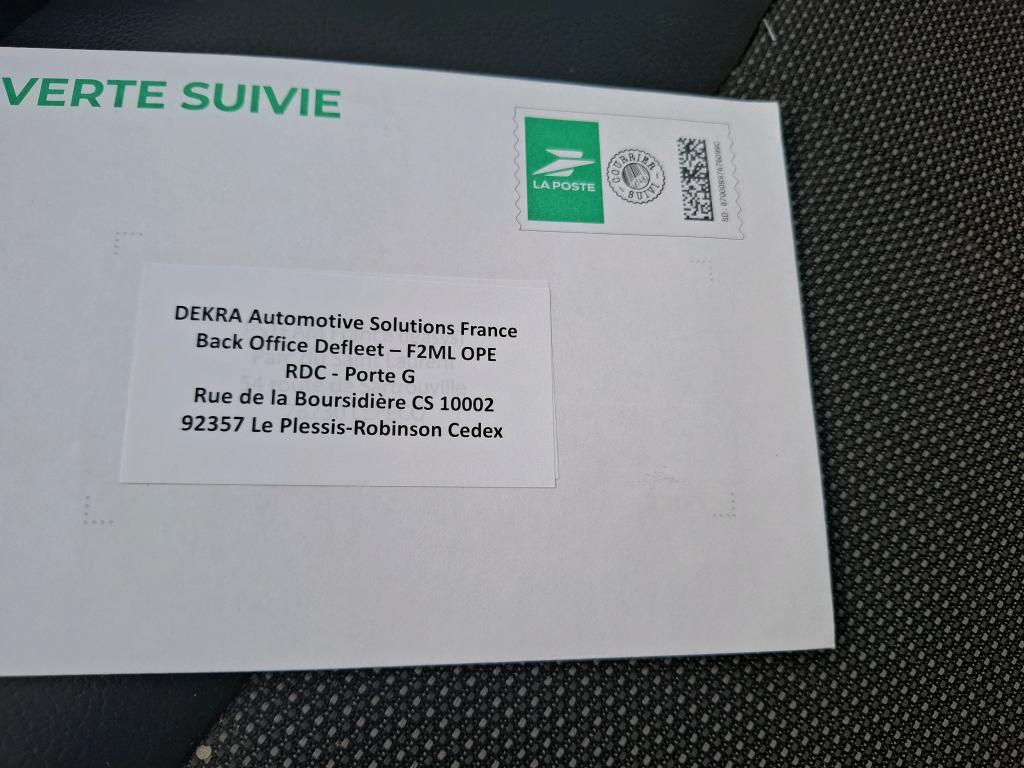 VERTE SUIVIE
LA POSTE
COURRIER
SUIVI
DEKRA Automotive Solutions France
Back Office Defleet – F2ML OPE
RDC - Porte G
Rue de la Boursidière CS 10002
92357 Le Plessis-Robinson Cedex